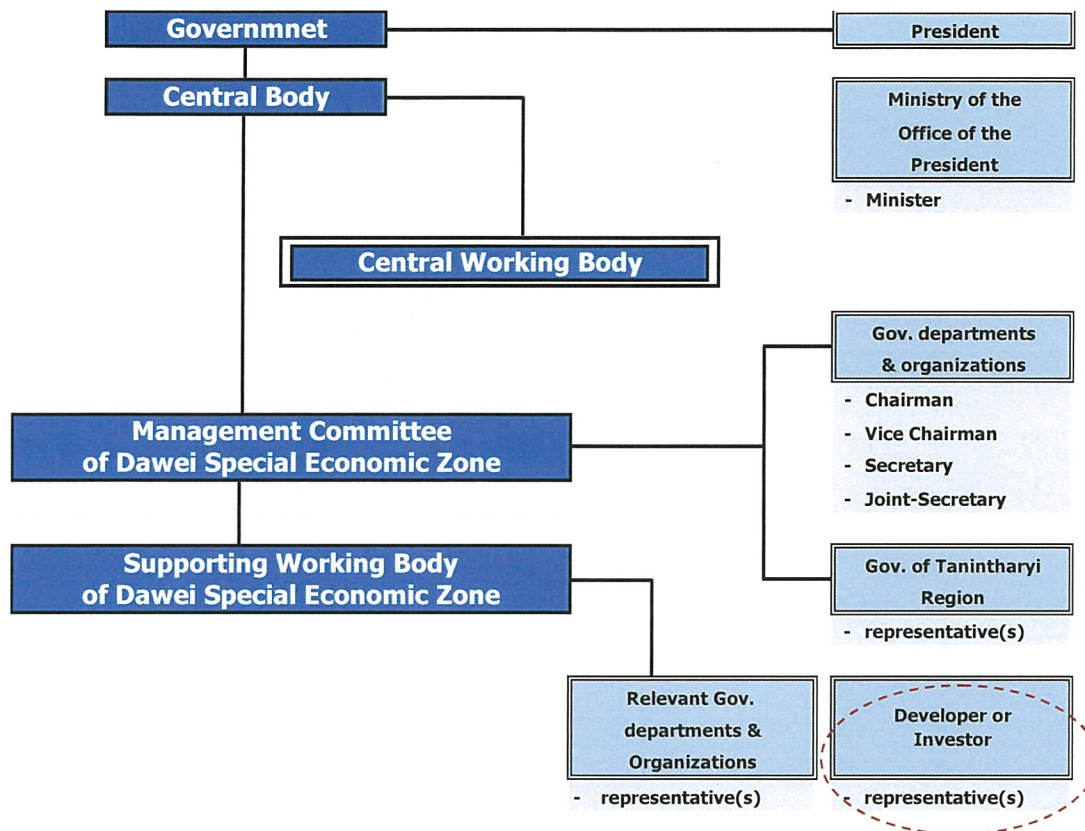 Governmnet
President
Central Body
Ministry of the
Office of the
President
- Minister
Central Working Body
Gov. departments
& organizations
- Chairman
- Vice Chairman
- Secretary
- Joint-Secretary
Management Committee
of Dawei Special Economic Zone
Supporting Working Body
of Dawei Special Economic Zone
Gov. of Tanintharyi
Region
- representative(s)
Relevant Gov.
departments &
Organizations
- representative(s)
Developer or
Investor
- representative(s)